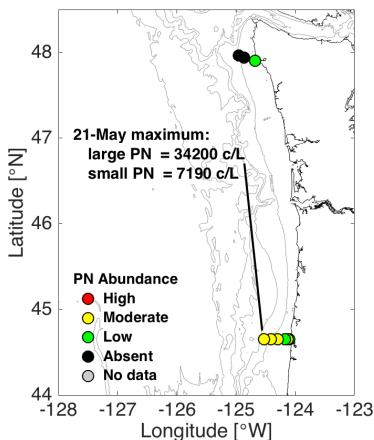 48
47
46
45
44
Latitude [°N]
21-May maximum:
large PN = 34200 c/L
small PN = 7190 c/L
PN Abundance
High
Moderate
Low
Absent
No data
-128 -127 -126 -125 -124 -123
Longitude [°W]